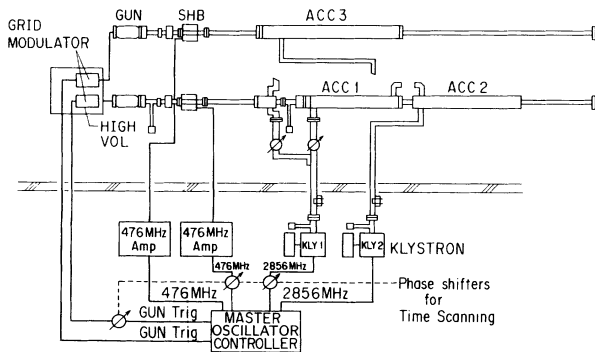 GUN
SHB
ACC3
GRID
MODULATOR
ACC1
ACC2
HIGH
VOL
476MHz
Amp
476MHz
Amp
KLY1
KLY2
KLYSTRON
476MHz
2856MHz
476MHz
2856MHz
Phase shifters
for
Time Scanning
GUN Trig
GUN Trig
MASTER
OSCILLATOR
CONTROLLER